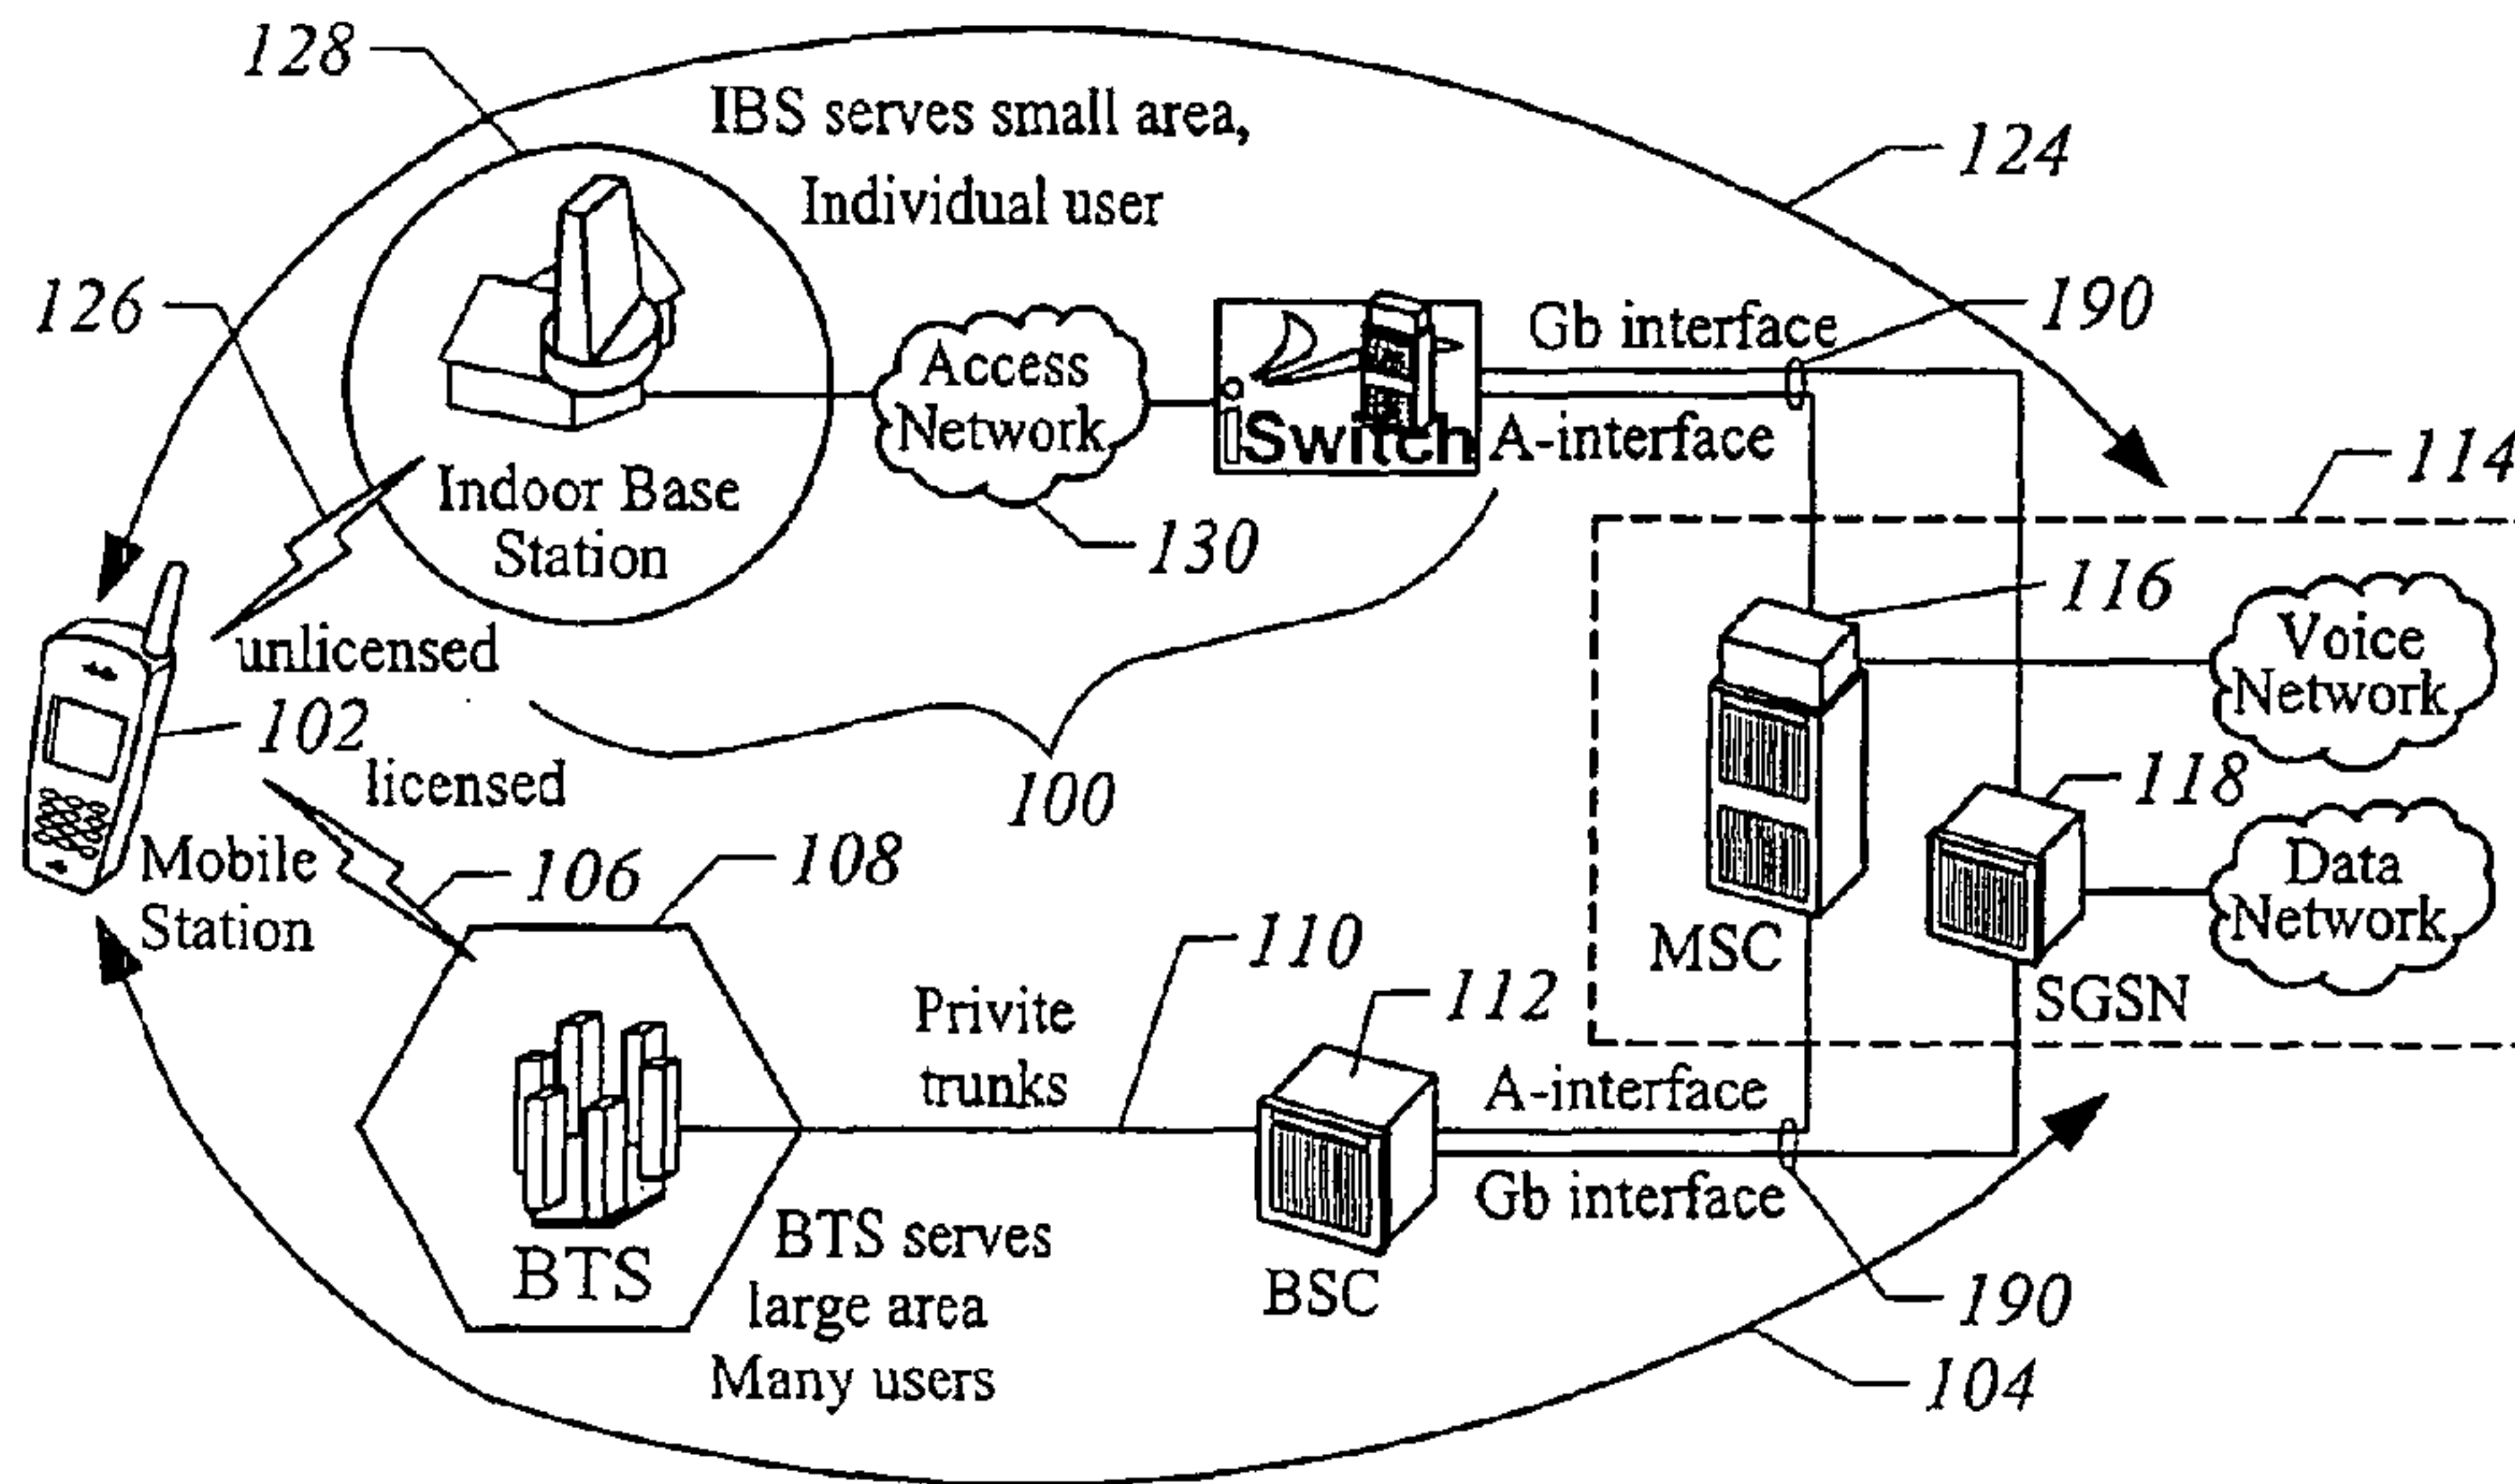 128
IBS serves small area,
Individual user
124
126
190
Gb interface
Access
Network
iSwitch
A-interface
114
Indoor Base
Station
130
116
Voice
Network
unlicensed
102
licensed
100
118
Mobile
Station
106
108
Data
Network
MSC
110
112
SGSN
Privite
trunks
A-interface
Gb interface
BTS
BTS serves
large area
Many users
BSC
190
104